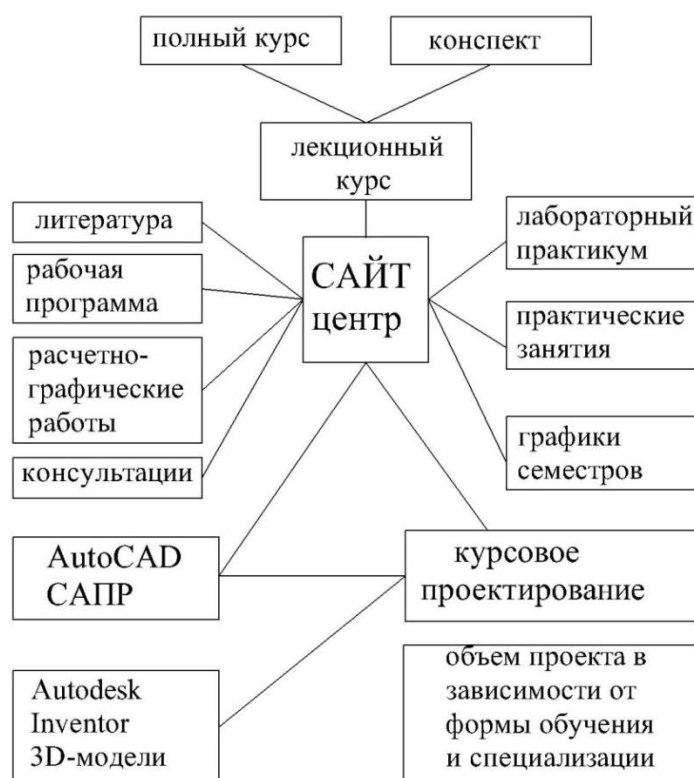 полный курс
конспект
лекционный
курс
литература
рабочая
программа
расчетно-
графические
работы
консультации
САЙТ
центр
лабораторный
практикум
практические
занятия
графики
семестров
AutoCAD
САПР
курсовое
проектирование
Autodesk
Inventor
3D-модели
объем проекта в
зависимости от
формы обучения
и специализации